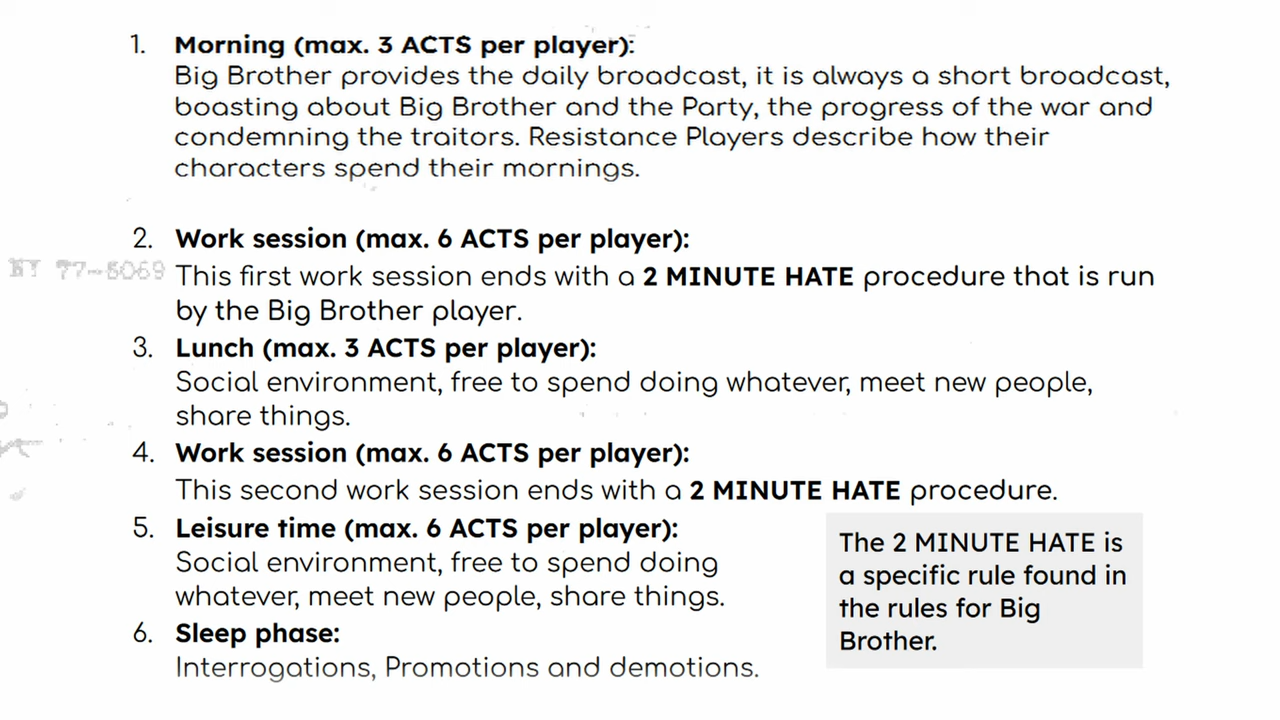 1. Morning (max. 3 ACTS per player):
Big Brother provides the daily broadcast, it is always a short broadcast,
boasting about Big Brother and the Party, the progress of the war and
condemning the traitors. Resistance Players describe how their
characters spend their mornings.
2. Work session (max. 6 ACTS per player):
BT 77-5069
This first work session ends with a 2 MINUTE HATE procedure that is run
by the Big Brother player.
3. Lunch (max. 3 ACTS per player):
Social environment, free to spend doing whatever, meet new people,
share things.
4. Work session (max. 6 ACTS per player):
This second work session ends with a 2 MINUTE HATE procedure.
5. Leisure time (max. 6 ACTS per player):
Social environment, free to spend doing
whatever, meet new people, share things.
6. Sleep phase:
Interrogations, Promotions and demotions.
The 2 MINUTE HATE is
a specific rule found in
the rules for Big
Brother.